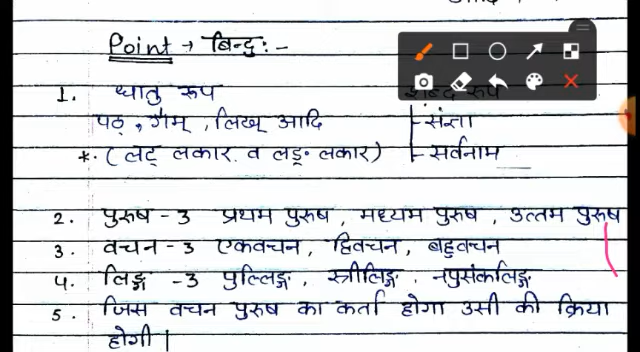 Point → बिन्दु :-
1. धातु रूप शब्द रूप
पठ्, गम्, लिख् आदि - संज्ञा
*. ( लट् लकार व लङ् लकार) - सर्वनाम
2. पुरुष - 3 प्रथम पुरुष, मध्यम पुरुष, उत्तम पुरुष
3. वचन - 3 एकवचन, द्विवचन, बहुवचन
4. लिङ्ग - 3 पुल्लिङ्ग, स्त्रीलिङ्ग, नपुसंकलिङ्ग
5. जिस वचन पुरुष का कर्ता होगा उसी की क्रिया
होगी।